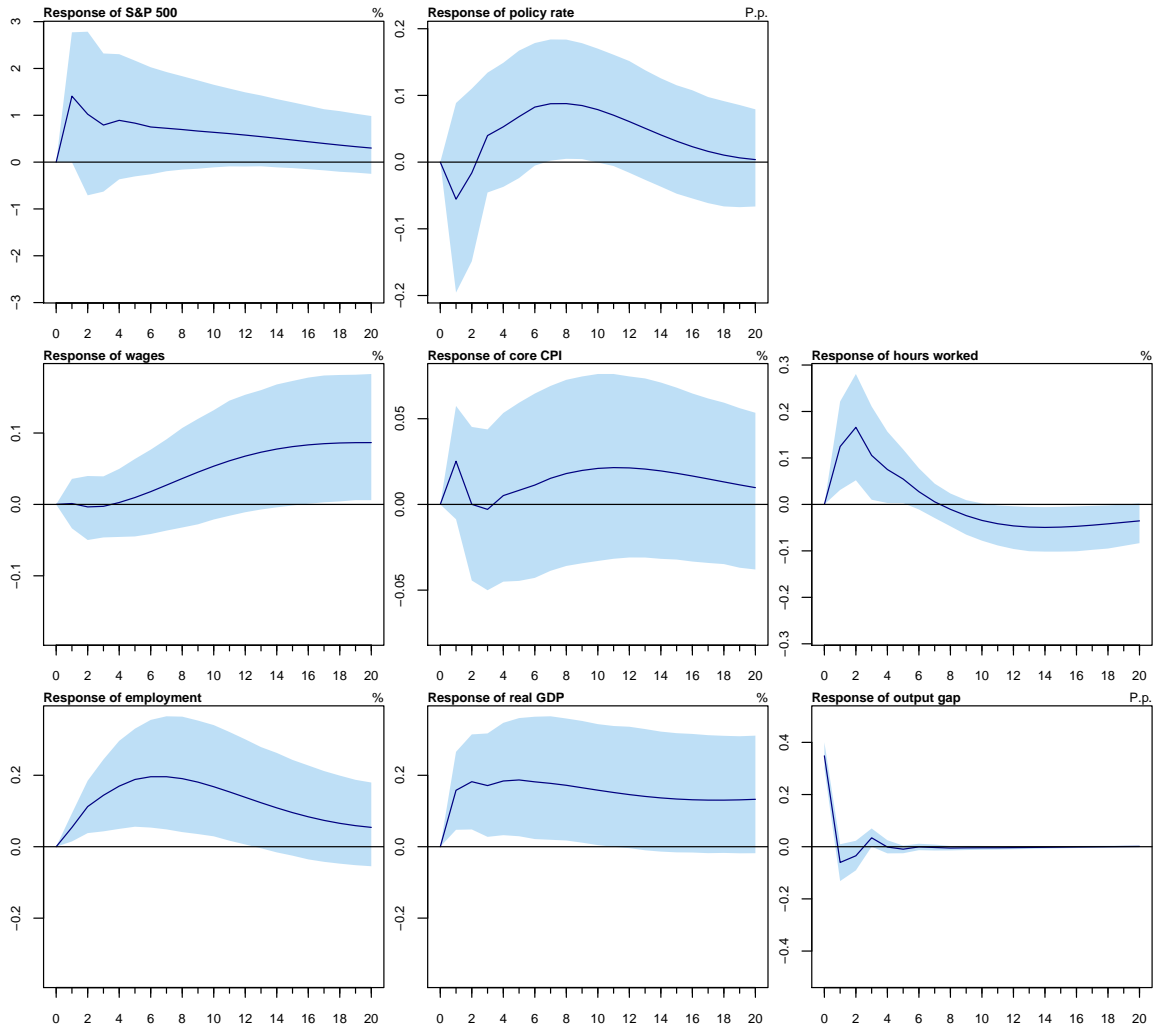 Response of S&P 500 %
3
2
1
0
−1
−2
−3
0 2 4 6 8 10 12 14 16 18 20
Response of policy rate P.p.
0.2
0.1
0.0
−0.1
−0.2
0 2 4 6 8 10 12 14 16 18 20
Response of wages %
0.1
0.0
−0.1
0 2 4 6 8 10 12 14 16 18 20
Response of core CPI %
0.05
0.00
−0.05
0 2 4 6 8 10 12 14 16 18 20
Response of hours worked %
0.3
0.2
0.1
0.0
−0.1
−0.2
−0.3
0 2 4 6 8 10 12 14 16 18 20
Response of employment %
0.2
0.0
−0.2
0 2 4 6 8 10 12 14 16 18 20
Response of real GDP %
0.2
0.0
−0.2
0 2 4 6 8 10 12 14 16 18 20
Response of output gap P.p.
0.4
0.2
0.0
−0.2
−0.4
0 2 4 6 8 10 12 14 16 18 20